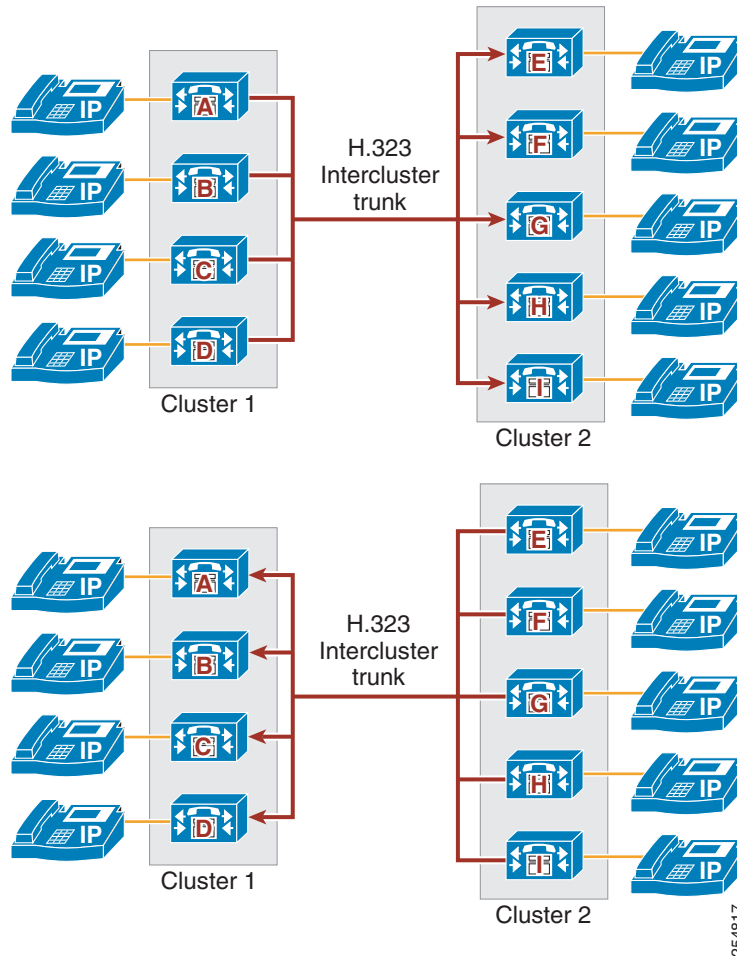 E IP
A IP
F IP
B IP
H.323
Intercluster
trunk
G IP
C IP
H IP
D IP
I IP
Cluster 1
Cluster 2
E IP
A IP
F IP
B IP
H.323
Intercluster
trunk
G IP
C IP
H IP
D IP
I IP
Cluster 1
Cluster 2
254817